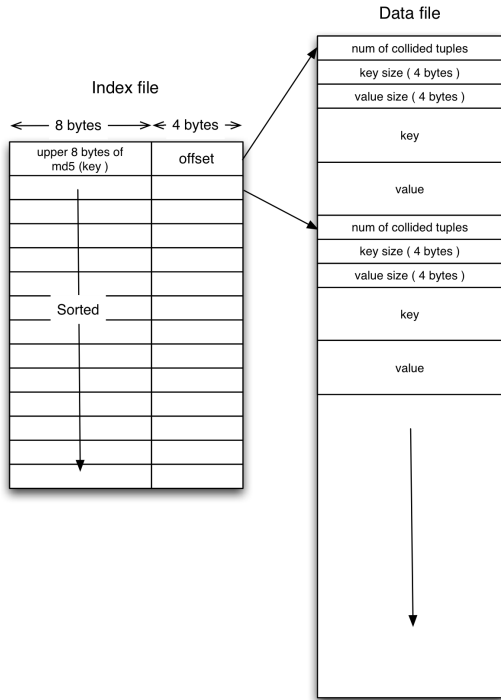 Data file
num of collided tuples
key size ( 4 bytes )
value size ( 4 bytes )
key
value
num of collided tuples
key size ( 4 bytes )
value size ( 4 bytes )
key
value
Index file
8 bytes
4 bytes
upper 8 bytes of
md5 (key )
offset
Sorted